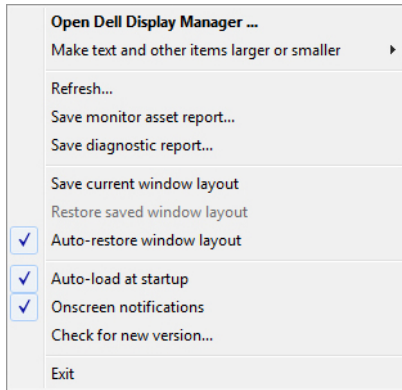 Open Dell Display Manager ...
Make text and other items larger or smaller
Refresh...
Save monitor asset report...
Save diagnostic report...
Save current window layout
Restore saved window layout
Auto-restore window layout
Auto-load at startup
Onscreen notifications
Check for new version...
Exit